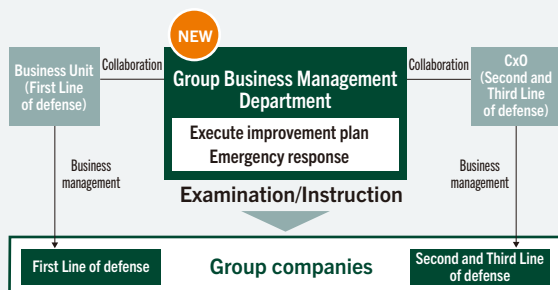 NEW
Business Unit
(First Line
of defense)
Collaboration
Group Business Management
Department
Execute improvement plan
Emergency response
Collaboration
CxO
(Second and
Third Line
of defense)
Business
management
Examination/Instruction
Business
management
First Line of defense
Group companies
Second and Third Line
of defense